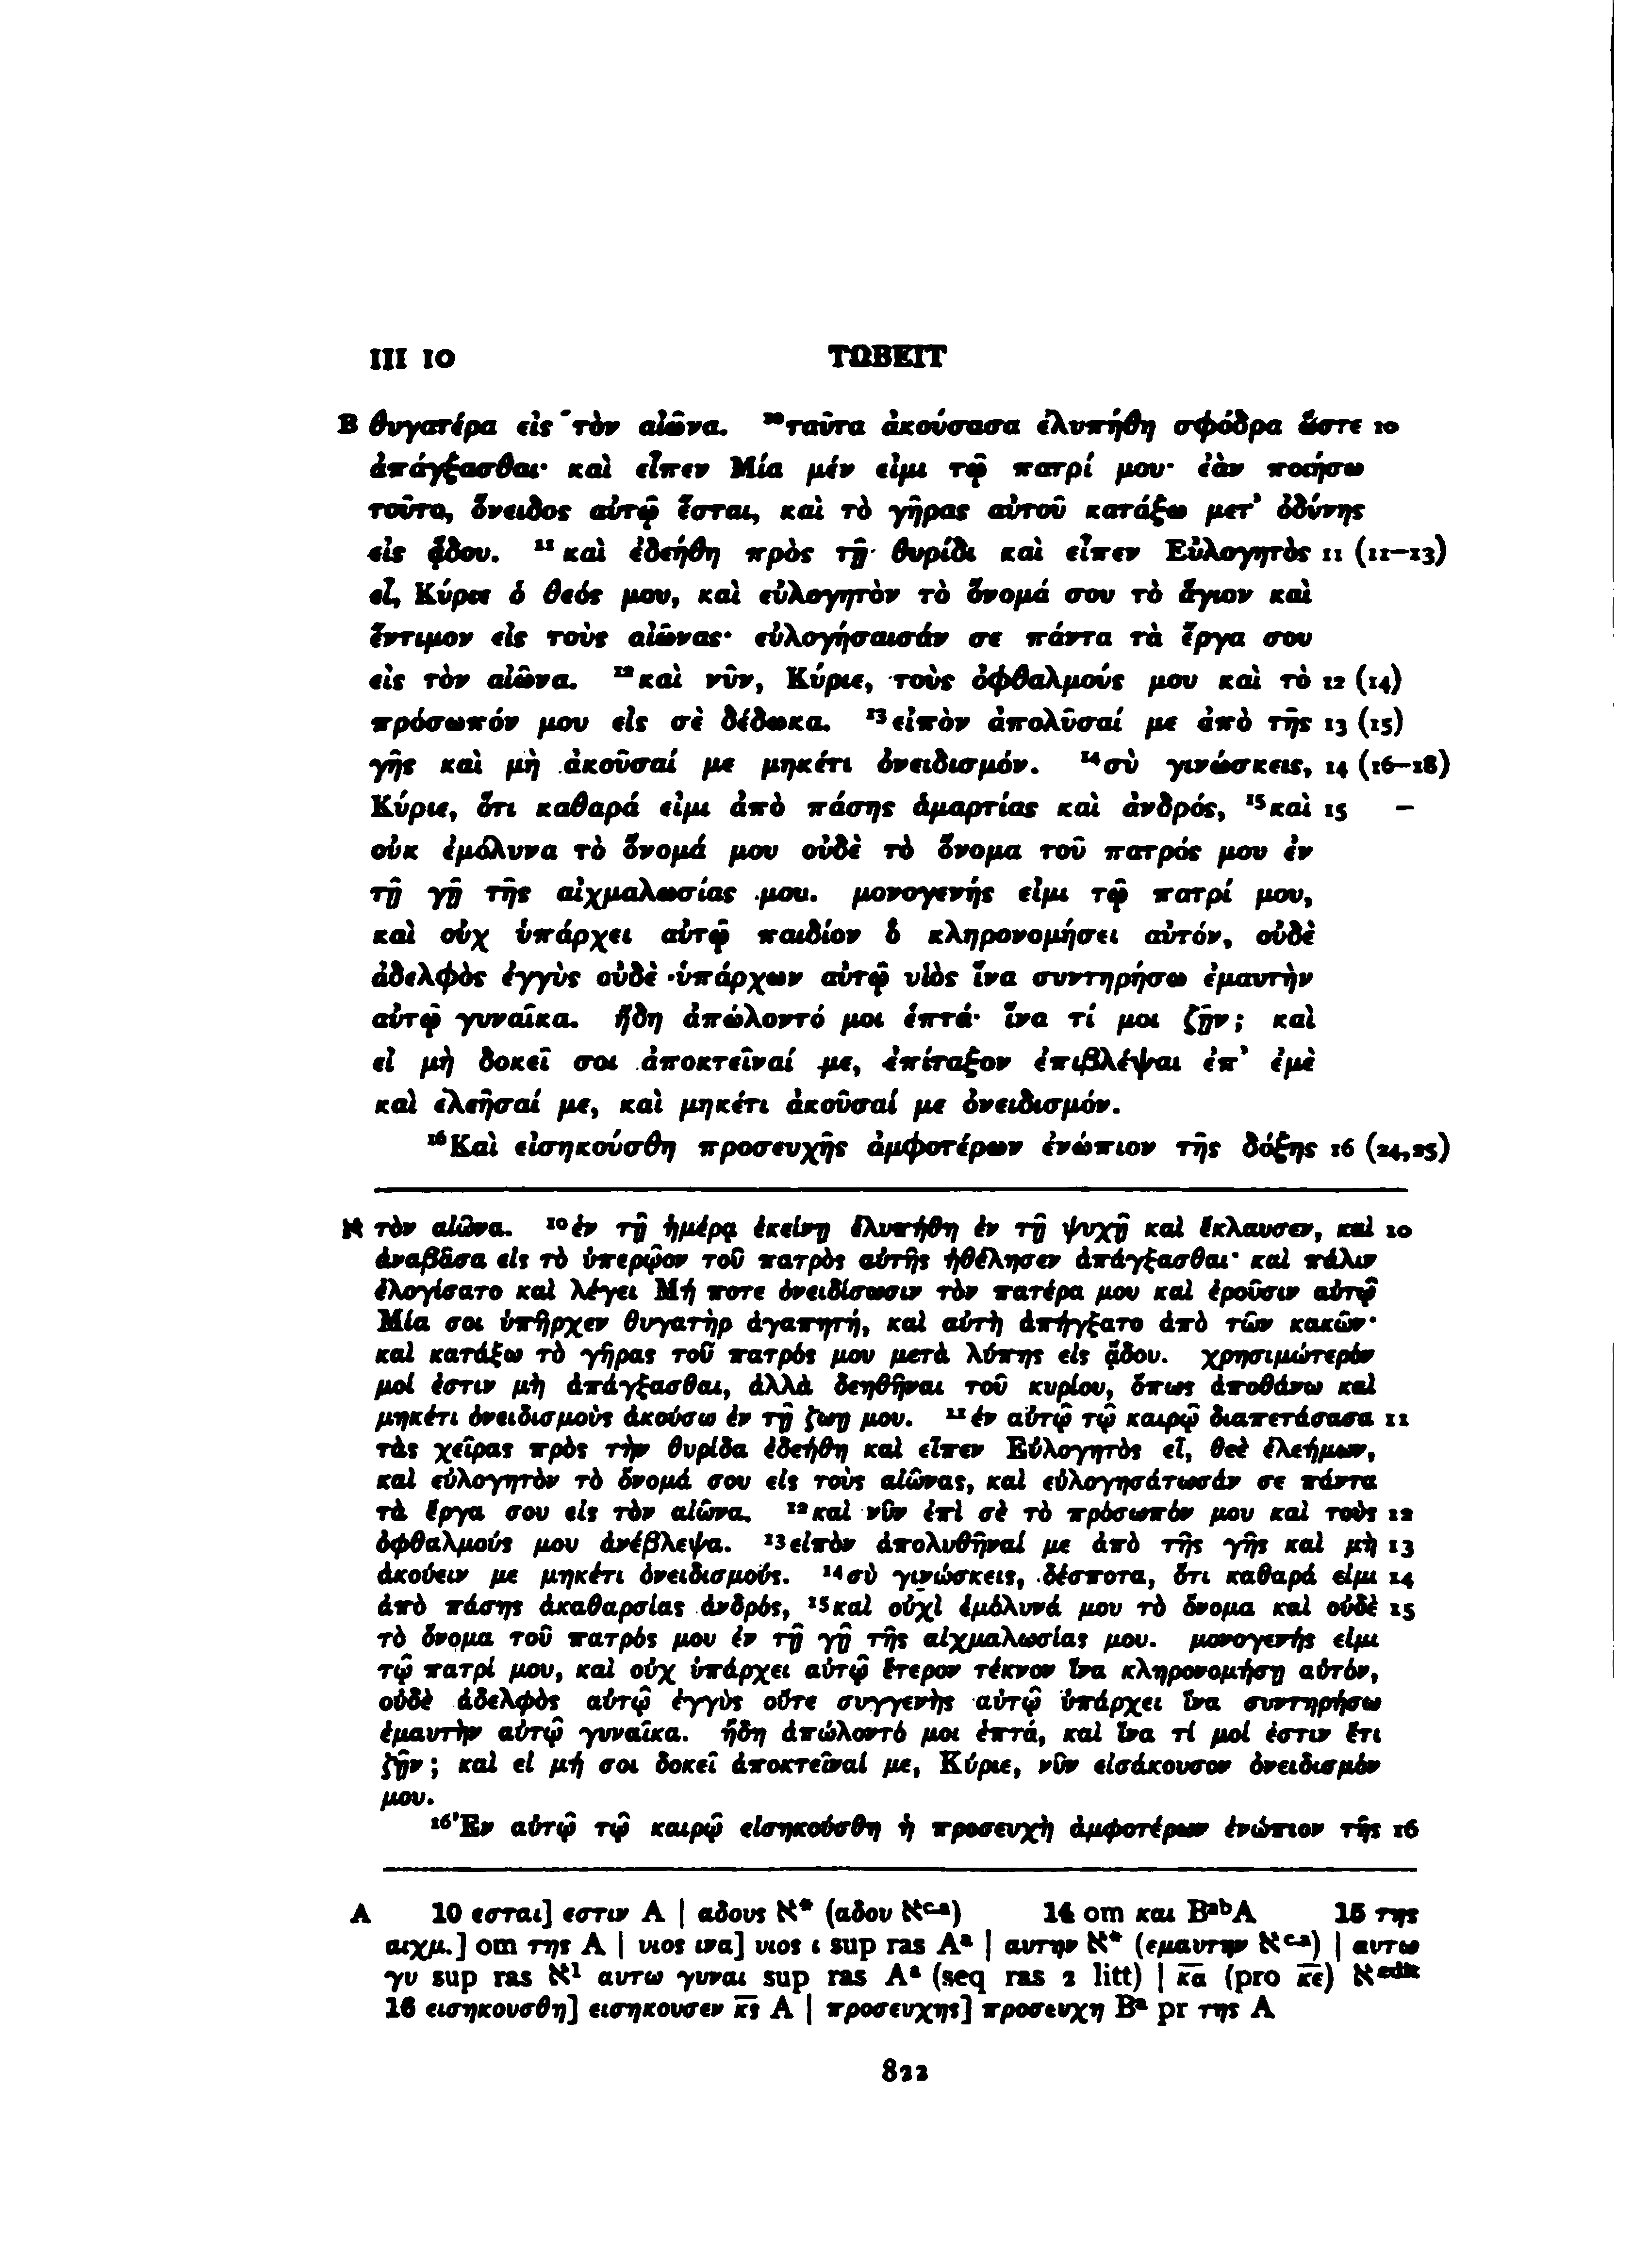 III 10 ΤΩΒΕΙΤ
B θυγατέρα εἰς τὸν αἰῶνα. ¹⁰ταῦτα ἀκούσασα ἐλυπήθη σφόδρα ὥστε 10
ἀπάγξασθαι· καὶ εἶπεν Μία μέν εἰμι τῷ πατρί μου· ἐὰν ποιήσω
τοῦτο, ὄνειδος αὐτῷ ἔσται, καὶ τὸ γῆρας αὐτοῦ κατάξω μετ’ ὀδύνης
εἰς ᾅδου. ¹¹καὶ ἐδεήθη πρὸς τῇ θυρίδι καὶ εἶπεν Εὐλογητὸς 11 (11–13)
εἶ, Κύριε ὁ θεός μου, καὶ εὐλογητὸν τὸ ὄνομά σου τὸ ἅγιον καὶ
ἔντιμον εἰς τοὺς αἰῶνας· εὐλογήσαισάν σε πάντα τὰ ἔργα σου
εἰς τὸν αἰῶνα. ¹²καὶ νῦν, Κύριε, τοὺς ὀφθαλμούς μου καὶ τὸ 12 (14)
πρόσωπόν μου εἰς σὲ δέδωκα. ¹³εἰπὸν ἀπολῦσαί με ἀπὸ τῆς 13 (15)
γῆς καὶ μὴ ἀκοῦσαί με μηκέτι ὀνειδισμόν. ¹⁴σὺ γινώσκεις, 14 (16–18)
Κύριε, ὅτι καθαρά εἰμι ἀπὸ πάσης ἁμαρτίας καὶ ἀνδρός, ¹⁵καὶ 15 –
οὐκ ἐμόλυνα τὸ ὄνομά μου οὐδὲ τὸ ὄνομα τοῦ πατρός μου ἐν
τῇ γῇ τῆς αἰχμαλωσίας μου. μονογενής εἰμι τῷ πατρί μου,
καὶ οὐχ ὑπάρχει αὐτῷ παιδίον ὃ κληρονομήσει αὐτόν, οὐδὲ
ἀδελφὸς ἐγγὺς οὐδὲ ὑπάρχων αὐτῷ υἱὸς ἵνα συντηρήσω ἐμαυτὴν
αὐτῷ γυναῖκα. ἤδη ἀπώλοντό μοι ἑπτά· ἵνα τί μοι ζῇν; καὶ
εἰ μὴ δοκεῖ σοι ἀποκτεῖναί με, ἐπίταξον ἐπιβλέψαι ἐπ’ ἐμὲ
καὶ ἐλεῆσαί με, καὶ μηκέτι ἀκοῦσαί με ὀνειδισμόν.
¹⁶Καὶ εἰσηκούσθη προσευχῆς ἀμφοτέρων ἐνώπιον τῆς δόξης 16 (24,25)
א τὸν αἰῶνα. ¹⁰ἐν τῇ ἡμέρᾳ ἐκείνῃ ἐλυπήθη ἐν τῇ ψυχῇ καὶ ἔκλαυσεν, καὶ 10
ἀναβᾶσα εἰς τὸ ὑπερῷον τοῦ πατρὸς αὐτῆς ἠθέλησεν ἀπάγξασθαι· καὶ πάλιν
ἐλογίσατο καὶ λέγει Μή ποτε ὀνειδίσωσιν τὸν πατέρα μου καὶ ἐροῦσιν αὐτῷ
Μία σοι ὑπῆρχεν θυγατὴρ ἀγαπητή, καὶ αὐτὴ ἀπήγξατο ἀπὸ τῶν κακῶν·
καὶ κατάξω τὸ γῆρας τοῦ πατρός μου μετὰ λύπης εἰς ᾅδου. χρησιμώτερόν
μοί ἐστιν μὴ ἀπάγξασθαι, ἀλλὰ δεηθῆναι τοῦ κυρίου, ὅπως ἀποθάνω καὶ
μηκέτι ὀνειδισμοὺς ἀκούσω ἐν τῇ ζωῇ μου. ¹¹ἐν αὐτῷ τῷ καιρῷ διαπετάσασα 11
τὰς χεῖρας πρὸς τὴν θυρίδα ἐδεήθη καὶ εἶπεν Εὐλογητὸς εἶ, θεὲ ἐλεήμων,
καὶ εὐλογητὸν τὸ ὄνομά σου εἰς τοὺς αἰῶνας, καὶ εὐλογησάτωσάν σε πάντα
τὰ ἔργα σου εἰς τὸν αἰῶνα. ¹²καὶ νῦν ἐπὶ σὲ τὸ πρόσωπόν μου καὶ τοὺς 12
ὀφθαλμούς μου ἀνέβλεψα. ¹³εἰπὸν ἀπολυθῆναί με ἀπὸ τῆς γῆς καὶ μὴ 13
ἀκούειν με μηκέτι ὀνειδισμούς. ¹⁴σὺ γινώσκεις, δέσποτα, ὅτι καθαρά εἰμι 14
ἀπὸ πάσης ἀκαθαρσίας ἀνδρός, ¹⁵καὶ οὐχὶ ἐμόλυνά μου τὸ ὄνομα καὶ οὐδὲ 15
τὸ ὄνομα τοῦ πατρός μου ἐν τῇ γῇ τῆς αἰχμαλωσίας μου. μονογενής εἰμι
τῷ πατρί μου, καὶ οὐχ ὑπάρχει αὐτῷ ἕτερον τέκνον ἵνα κληρονομήσῃ αὐτόν,
οὐδὲ ἀδελφὸς αὐτῷ ἐγγὺς οὔτε συγγενὴς αὐτῷ ὑπάρχει ἵνα συντηρήσω
ἐμαυτὴν αὐτῷ γυναῖκα. ἤδη ἀπώλοντό μοι ἑπτά, καὶ ἵνα τί μοί ἐστιν ἔτι
ζῇν; καὶ εἰ μή σοι δοκεῖ ἀποκτεῖναί με, Κύριε, νῦν εἰσάκουσον ὀνειδισμόν
μου.
¹⁶Ἐν αὐτῷ τῷ καιρῷ εἰσηκούσθη ἡ προσευχὴ ἀμφοτέρων ἐνώπιον τῆς 16
A 10 εσται] εστιν A | αδους א* (αδου אᶜ·ᵃ) 14 om και BᵃᵇA 15 της
αιχμ.] om της A | υιος ινα] υιος ι sup ras Aᵃ | αυτην א* (εμαυτην אᶜ·ᵃ) | αυτω
γυ sup ras א¹ αυτω γυναι sup ras Aᵃ (seq ras 2 litt) | κ̅α̅ (pro κ̅ε̅) אᵉᵈⁱᵗ
16 εισηκουσθη] εισηκουσεν κ̅ς̅ A | προσευχης] προσευχη Bᵃ pr της A
822